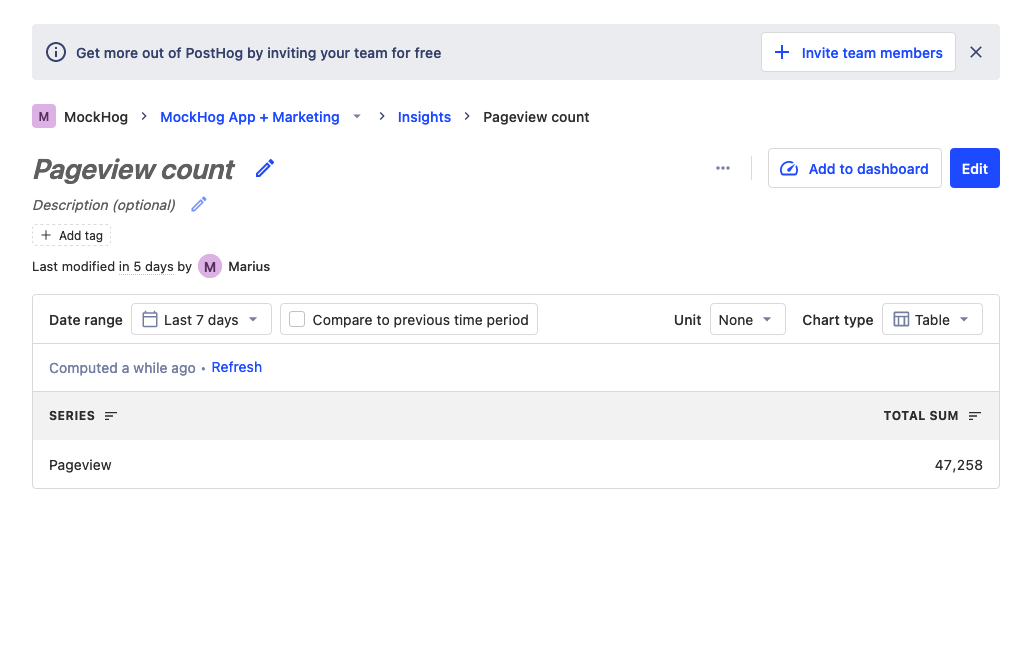 Get more out of PostHog by inviting your team for free
Invite team members
M MockHog > MockHog App + Marketing > Insights > Pageview count
Pageview count
Add to dashboard
Edit
Description (optional)
+ Add tag
Last modified in 5 days by M Marius
Date range Last 7 days Compare to previous time period Unit None Chart type Table
Computed a while ago • Refresh
SERIES TOTAL SUM
Pageview 47,258